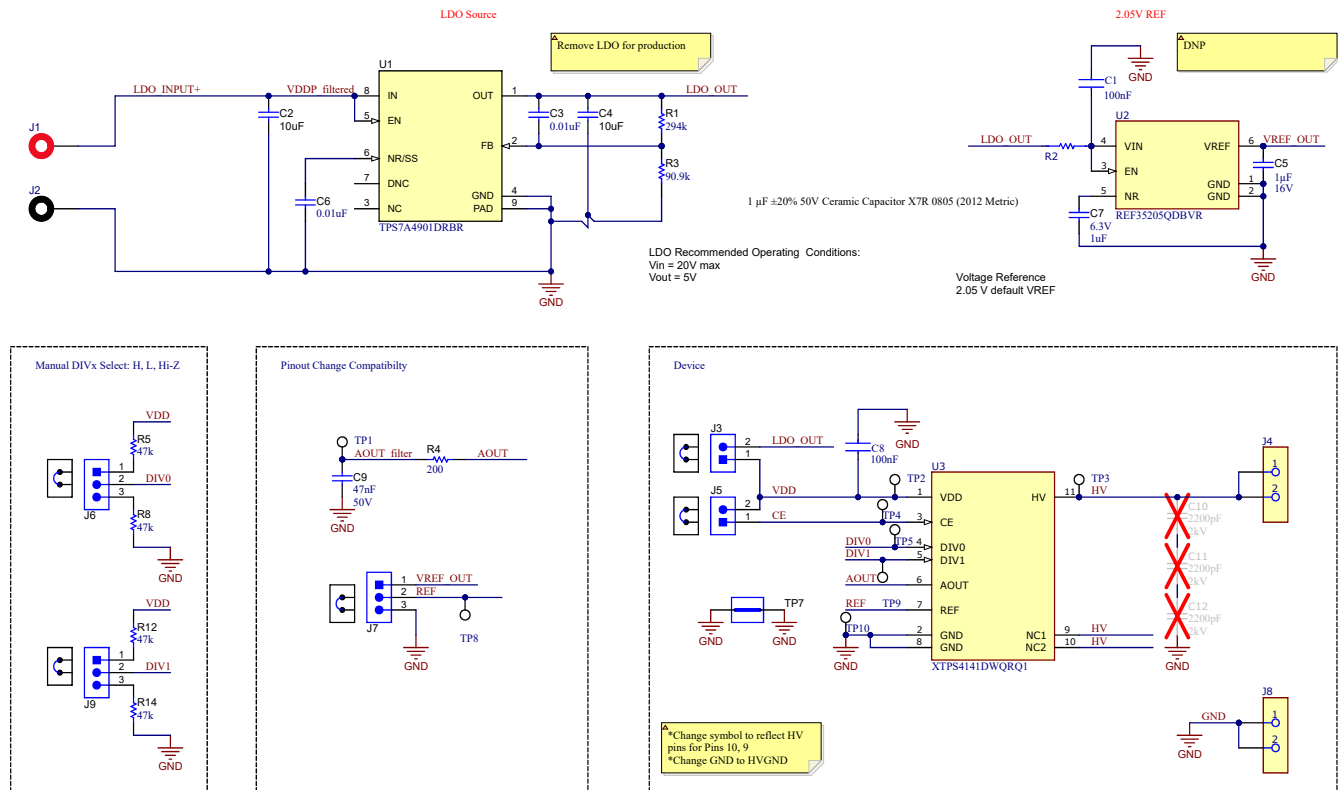 LDO Source
2.05V REF
Remove LDO for production
DNP
U1
LDO_INPUT+
VDDP_filtered
8 IN
OUT 1
LDO_OUT
5 EN
C2
10uF
C3
0.01uF
C4
10uF
R1
294k
J1
FB 2
6 NR/SS
R3
90.9k
7 DNC
J2
C6
0.01uF
GND 4
3 NC
PAD 9
TPS7A4901DRBR
GND
C1
100nF
GND
U2
LDO_OUT
R2
4 VIN
VREF 6
VREF_OUT
3 EN
C5
1µF
16V
5 NR
GND 1
GND 2
C7
6.3V
1uF
REF35205QDBVR
GND
1 µF ±20% 50V Ceramic Capacitor X7R 0805 (2012 Metric)
LDO Recommended Operating Conditions:
Vin = 20V max
Vout = 5V
Voltage Reference
2.05 V default VREF
Manual DIVx Select: H, L, Hi-Z
VDD
R5
47k
1
2
3
DIV0
J6
R8
47k
GND
VDD
R12
47k
1
2
3
DIV1
J9
R14
47k
GND
Pinout Change Compatibilty
TP1
AOUT_filter
R4
200
AOUT
C9
47nF
50V
GND
1 VREF_OUT
2 REF
3
J7
TP8
GND
Device
J3
2
1
LDO_OUT
C8
100nF
GND
J5
2
1
VDD
CE
TP2
TP4
TP5
DIV0
DIV1
AOUT
REF
TP9
TP10
GND
TP7
GND
GND
U3
1 VDD
3 CE
4 DIV0
5 DIV1
6 AOUT
7 REF
2 GND
8 GND
HV 11
HV
TP3
NC1 9
HV
NC2 10
HV
XTPS4141DWQRQ1
C10
2200pF
2kV
C11
2200pF
2kV
C12
2200pF
2kV
GND
J4
1
2
J8
1
2
GND
GND
*Change symbol to reflect HV
pins for Pins 10, 9
*Change GND to HVGND